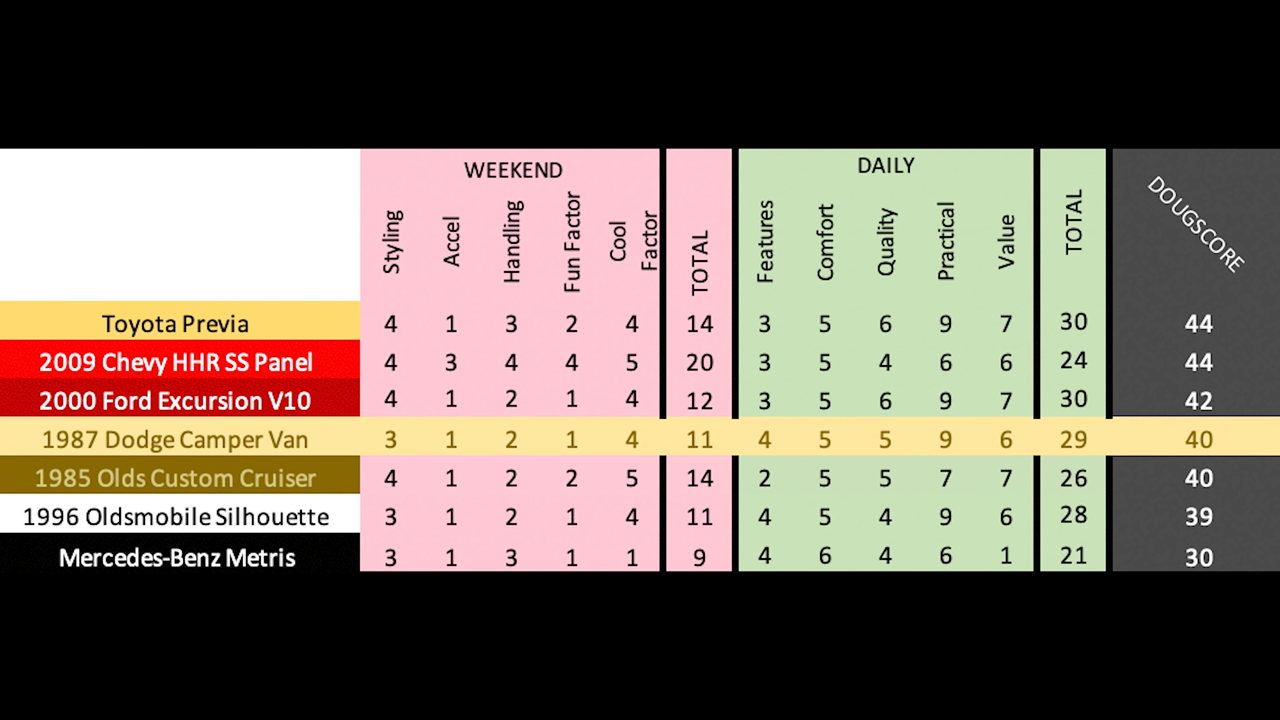 WEEKEND DAILY
Styling Accel Handling Fun Factor Cool Factor TOTAL Features Comfort Quality Practical Value TOTAL DOUGSCORE
Toyota Previa 4 1 3 2 4 14 3 5 6 9 7 30 44
2009 Chevy HHR SS Panel 4 3 4 4 5 20 3 5 4 6 6 24 44
2000 Ford Excursion V10 4 1 2 1 4 12 3 5 6 9 7 30 42
1987 Dodge Camper Van 3 1 2 1 4 11 4 5 5 9 6 29 40
1985 Olds Custom Cruiser 4 1 2 2 5 14 2 5 5 7 7 26 40
1996 Oldsmobile Silhouette 3 1 2 1 4 11 4 5 4 9 6 28 39
Mercedes-Benz Metris 3 1 3 1 1 9 4 6 4 6 1 21 30